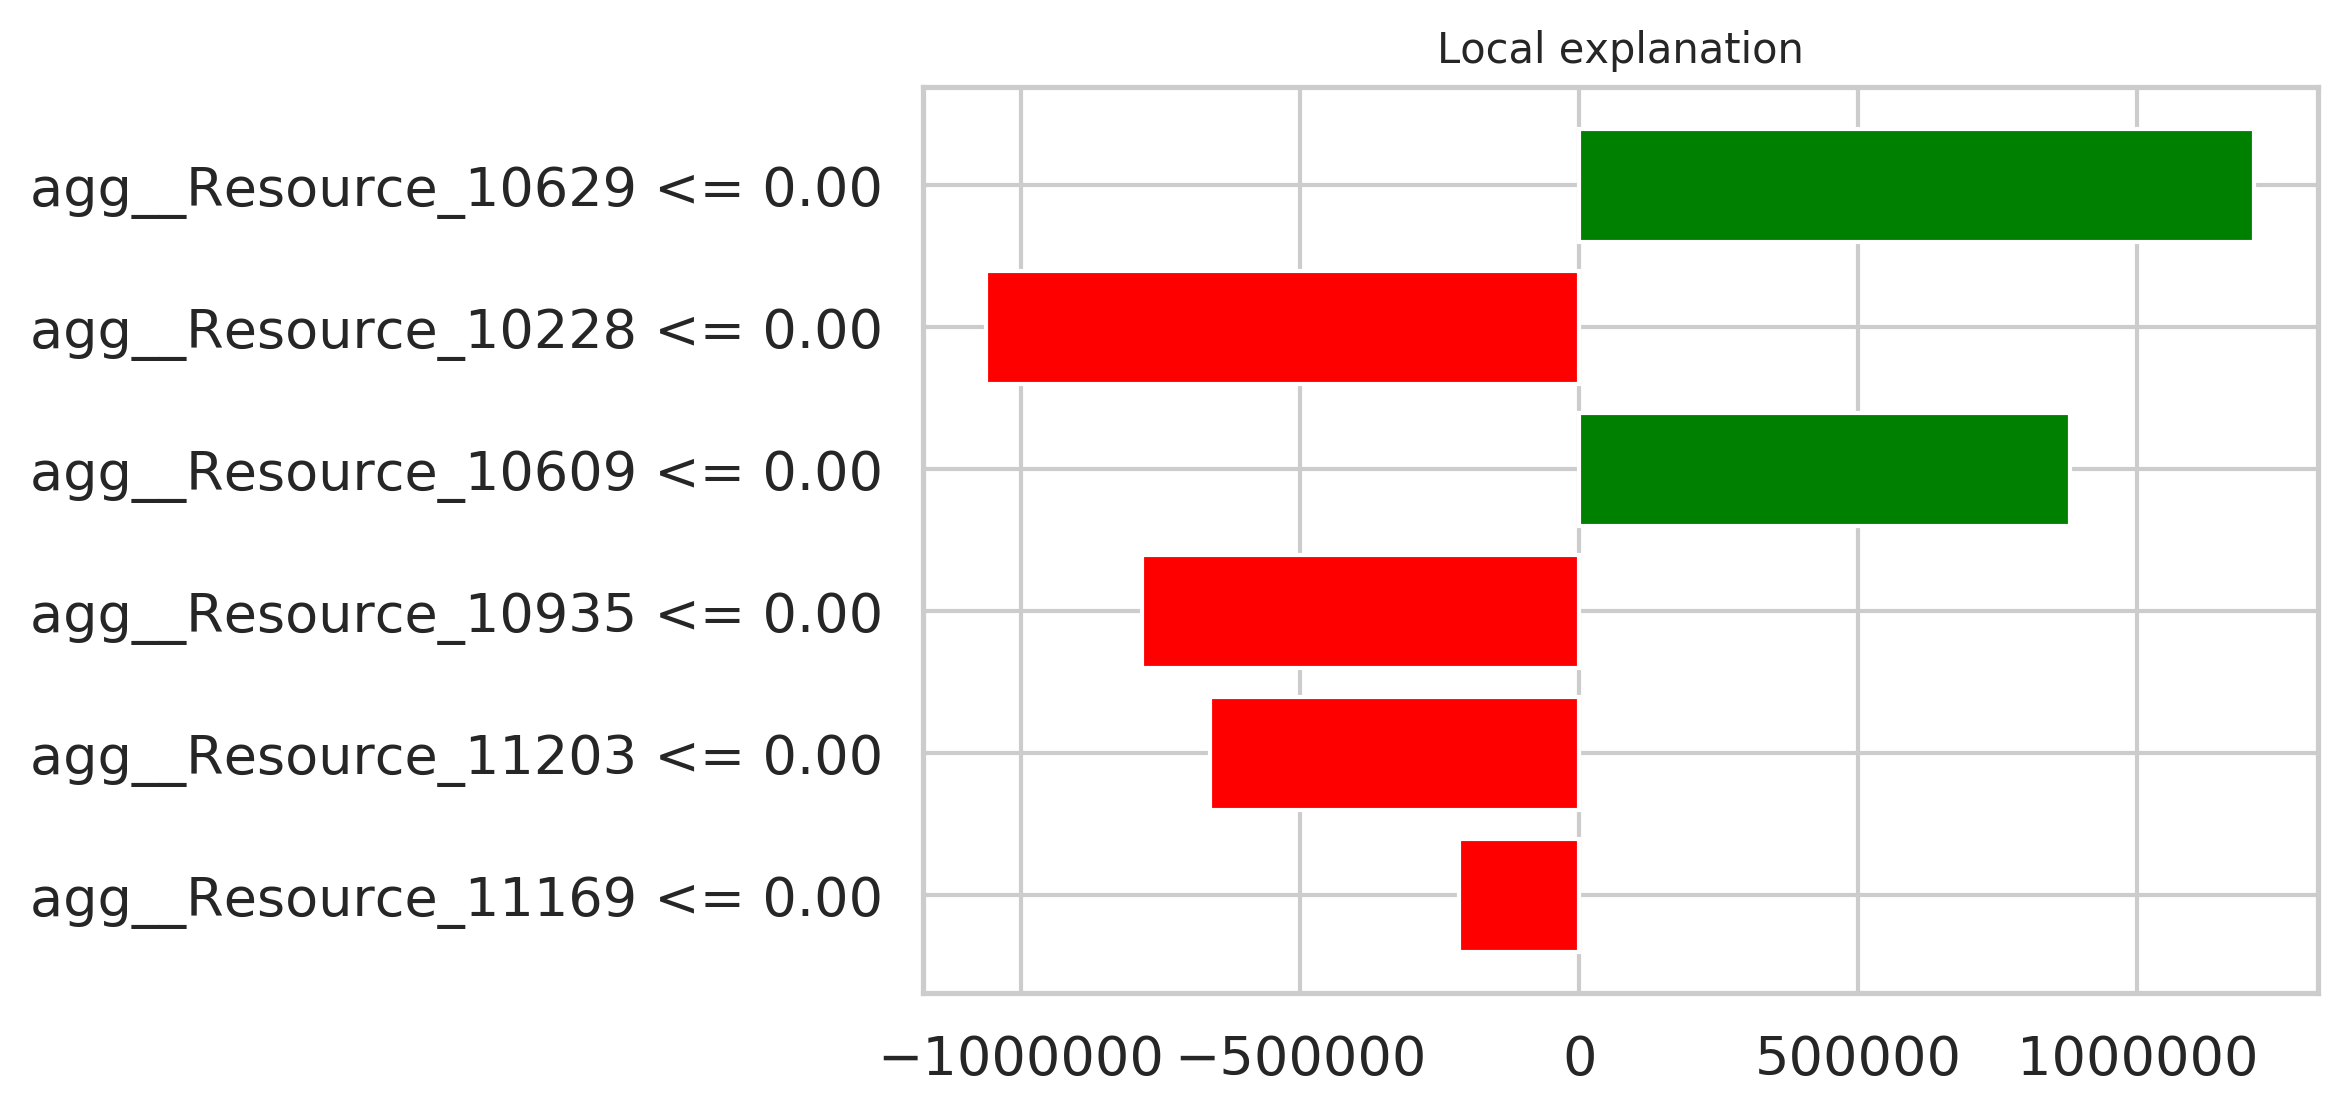 Local explanation
agg__Resource_10629 <= 0.00
agg__Resource_10228 <= 0.00
agg__Resource_10609 <= 0.00
agg__Resource_10935 <= 0.00
agg__Resource_11203 <= 0.00
agg__Resource_11169 <= 0.00
−1000000 −500000 0 500000 1000000